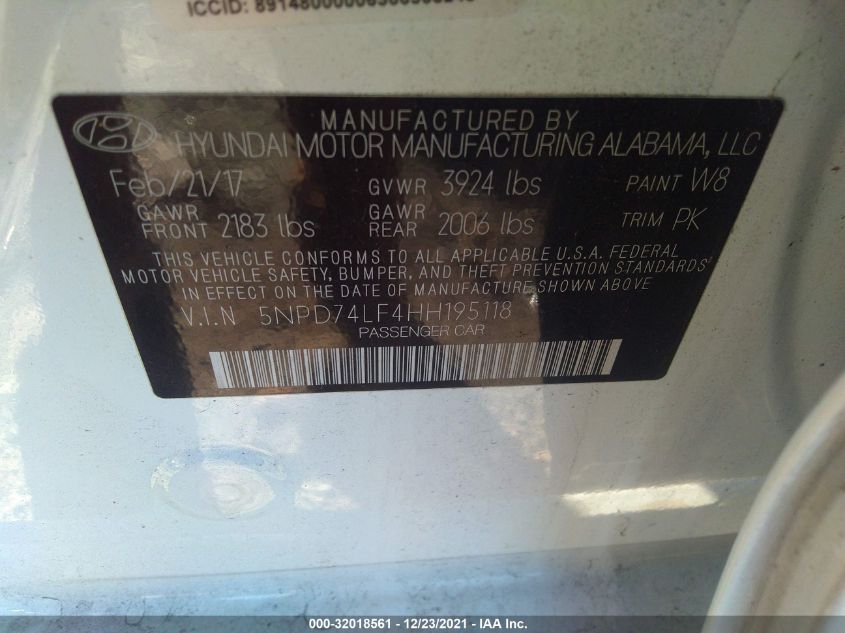 ICCID:
MANUFACTURED BY
HYUNDAI MOTOR MANUFACTURING ALABAMA, LLC
Feb/21/17 GVWR 3924 lbs PAINT W8
GAWR FRONT 2183 lbs GAWR REAR 2006 lbs TRIM PK
THIS VEHICLE CONFORMS TO ALL APPLICABLE U.S.A. FEDERAL
MOTOR VEHICLE SAFETY, BUMPER, AND THEFT PREVENTION STANDARDS
IN EFFECT ON THE DATE OF MANUFACTURE SHOWN ABOVE.
V.I.N 5NPD74LF4HH195118
PASSENGER CAR
000-32018561 - 12/23/2021 - IAA Inc.